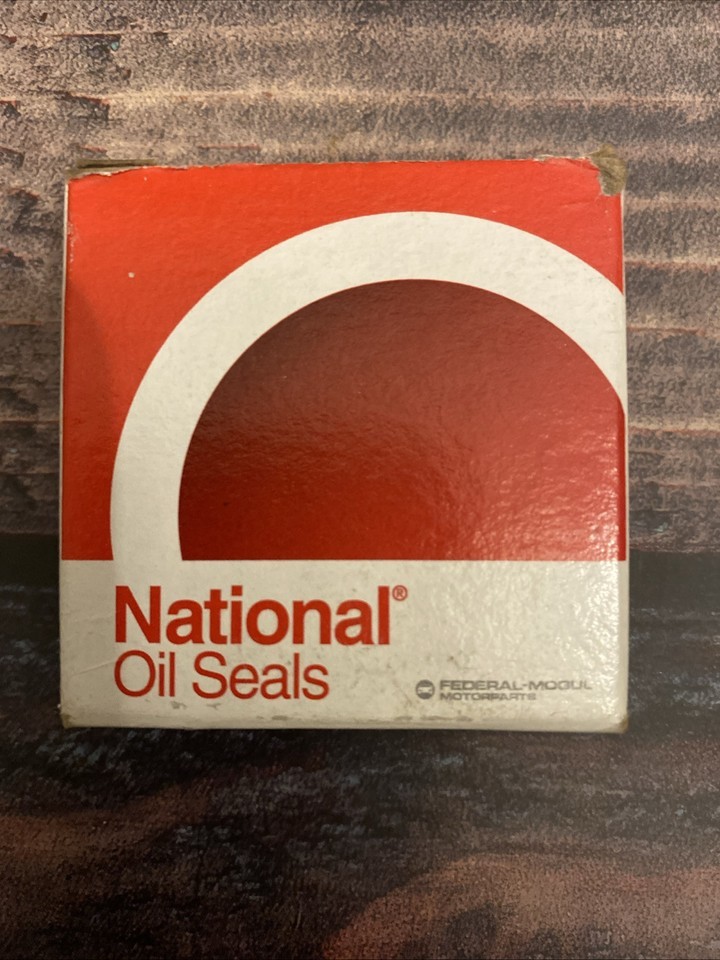 National®
Oil Seals
FEDERAL-MOGUL
MOTORPARTS